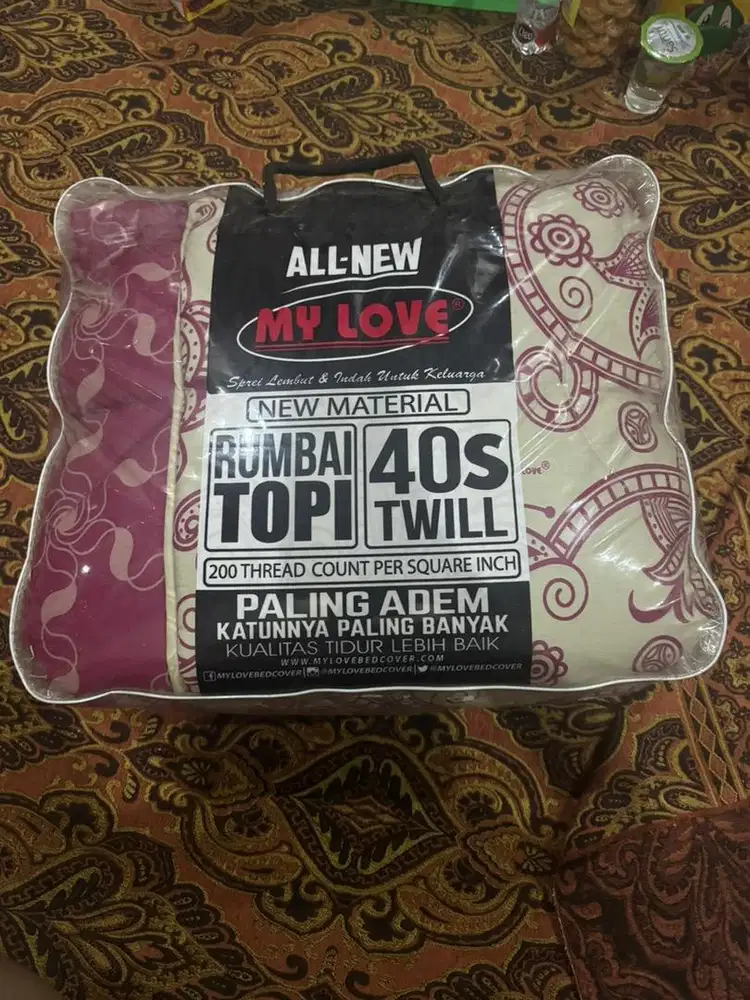 ALL-NEW
MY LOVE®
Sprei Lembut & Indah Untuk Keluarga
NEW MATERIAL
RUMBAI TOPI
40S TWILL
200 THREAD COUNT PER SQUARE INCH
PALING ADEM
KATUNNYA PALING BANYAK
KUALITAS TIDUR LEBIH BAIK
WWW.MYLOVEBEDCOVER.COM
MYLOVEBEDCOVER | @MYLOVEBEDCOVER | @MYLOVEBEDCOVER
LOVE®